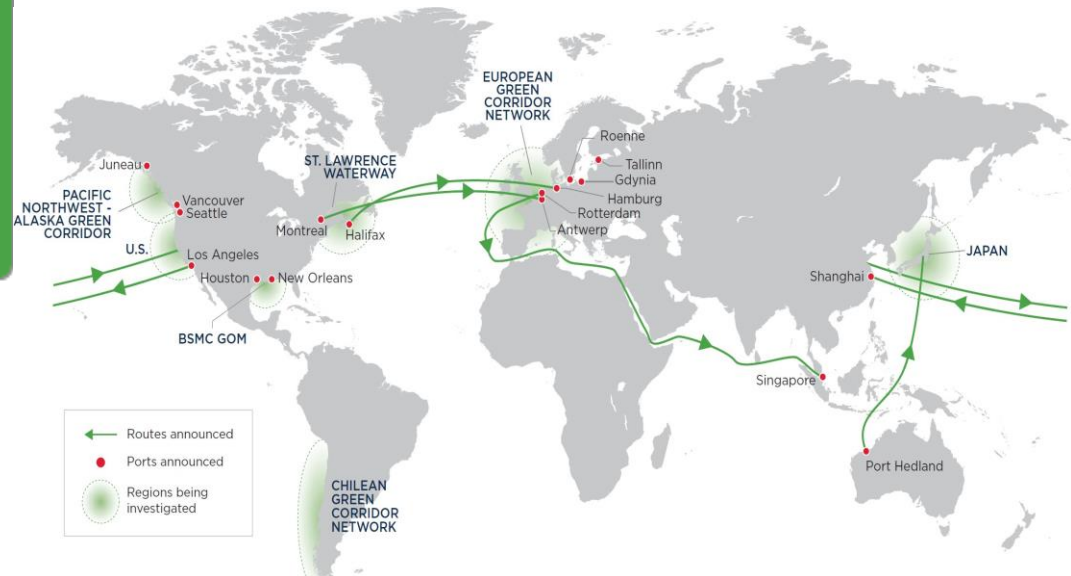 EUROPEAN
GREEN
CORRIDOR
NETWORK
Roenne
Juneau
ST. LAWRENCE
WATERWAY
Tallinn
Gdynia
PACIFIC
NORTHWEST -
ALASKA GREEN
CORRIDOR
Vancouver
Seattle
Hamburg
Rotterdam
Montreal
Halifax
Antwerp
U.S.
Los Angeles
JAPAN
Houston
New Orleans
Shanghai
BSMC GOM
Singapore
Routes announced
Ports announced
Regions being
investigated
Port Hedland
CHILEAN
GREEN
CORRIDOR
NETWORK